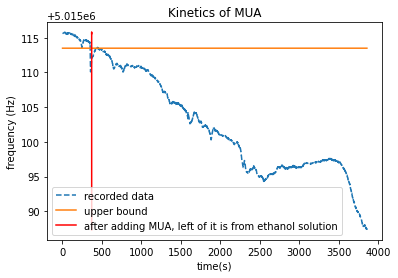 Kinetics of MUA
+5.015e6
115
110
105
100
95
90
frequency (Hz)
recorded data
upper bound
after adding MUA, left of it is from ethanol solution
0 500 1000 1500 2000 2500 3000 3500 4000
time(s)